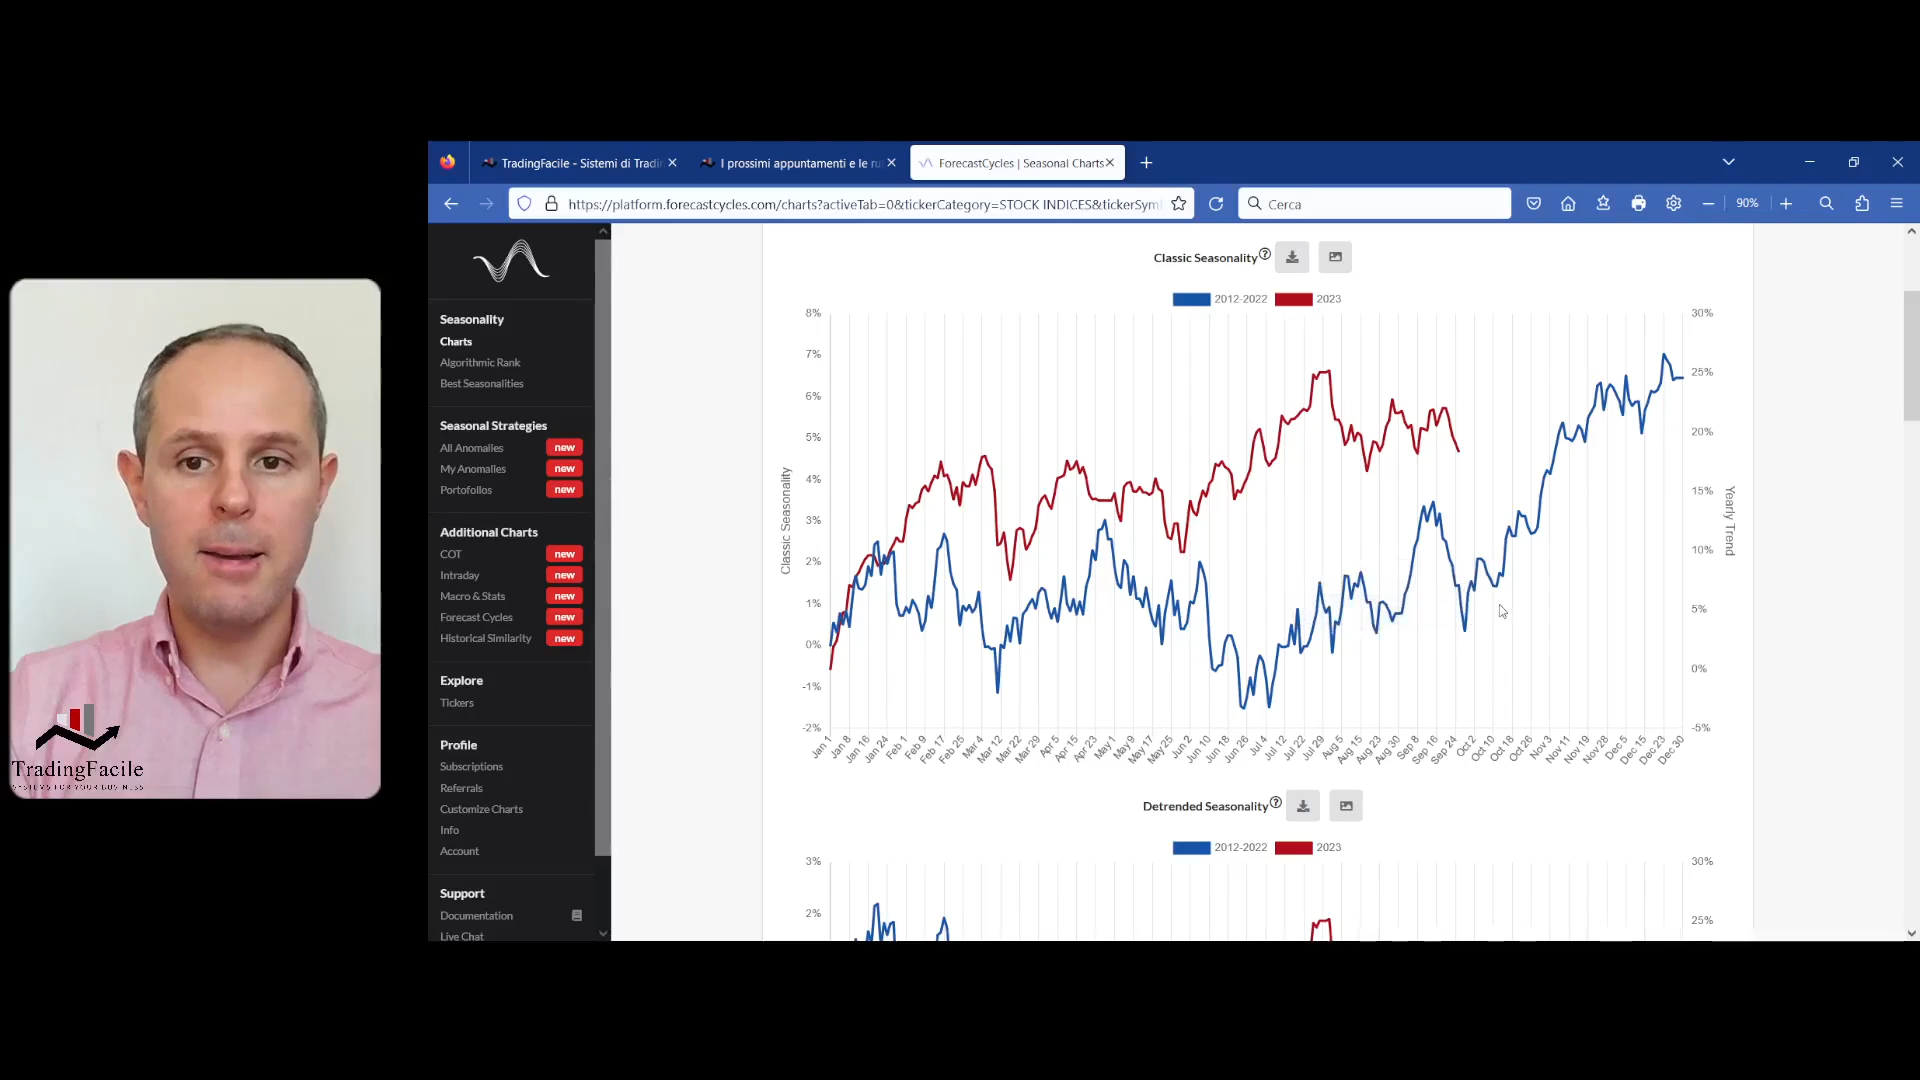 TradingFacile - Sistemi di Tradi
I prossimi appuntamenti e le ru
ForecastCycles | Seasonal Charts
https://platform.forecastcycles.com/charts?activeTab=0&tickerCategory=STOCK INDICES&tickerSym
Cerca
90%
Seasonality
Charts
Algorithmic Rank
Best Seasonalities
Seasonal Strategies
All Anomalies new
My Anomalies new
Portofolios new
Additional Charts
COT new
Intraday new
Macro & Stats new
Forecast Cycles new
Historical Similarity new
Explore
Tickers
Profile
Subscriptions
Referrals
Customize Charts
Info
Account
Support
Documentation
Live Chat
Classic Seasonality
2012-2022 2023
8%
7%
6%
5%
4%
3%
2%
1%
0%
-1%
-2%
Classic Seasonality
30%
25%
20%
15%
10%
5%
0%
-5%
Yearly Trend
Jan 1
Jan 8
Jan 16
Jan 24
Feb 1
Feb 9
Feb 17
Feb 25
Mar 4
Mar 12
Mar 22
Mar 29
Apr 5
Apr 15
Apr 23
May 1
May 9
May 17
May 25
Jun 2
Jun 10
Jun 18
Jun 26
Jul 4
Jul 12
Jul 22
Jul 29
Aug 5
Aug 15
Aug 23
Aug 30
Sep 8
Sep 16
Sep 24
Oct 2
Oct 10
Oct 18
Oct 26
Nov 3
Nov 11
Nov 19
Nov 28
Dec 5
Dec 15
Dec 23
Dec 30
Detrended Seasonality
2012-2022 2023
3%
2%
30%
25%
TradingFacile
SYSTEMS FOR YOUR BUSINESS